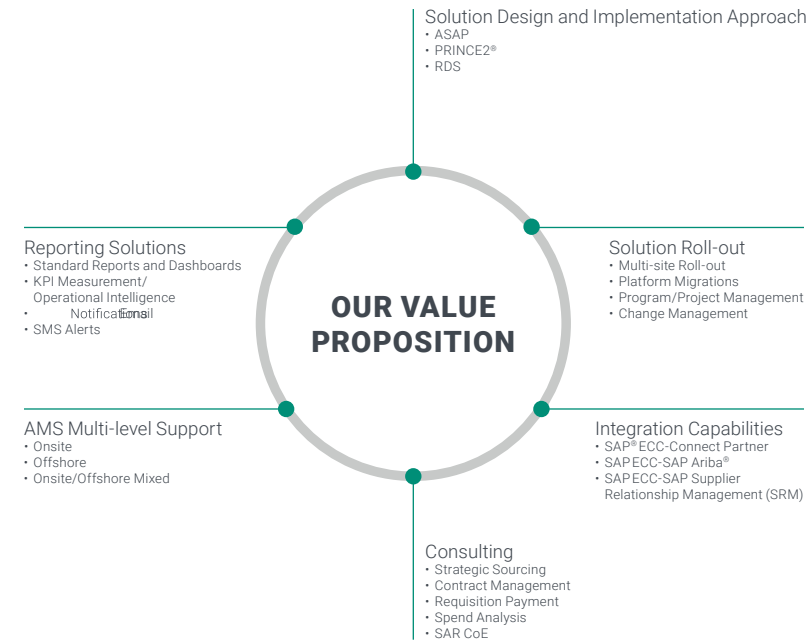 Solution Design and Implementation Approach
• ASAP
• PRINCE2®
• RDS
Reporting Solutions
• Standard Reports and Dashboards
• KPI Measurement/
Operational Intelligence
• Email Notifications
• SMS Alerts
OUR VALUE
PROPOSITION
Solution Roll-out
• Multi-site Roll-out
• Platform Migrations
• Program/Project Management
• Change Management
AMS Multi-level Support
• Onsite
• Offshore
• Onsite/Offshore Mixed
Integration Capabilities
• SAP® ECC-Connect Partner
• SAP ECC-SAP Ariba®
• SAP ECC-SAP Supplier
Relationship Management (SRM)
Consulting
• Strategic Sourcing
• Contract Management
• Requisition Payment
• Spend Analysis
• SAR CoE